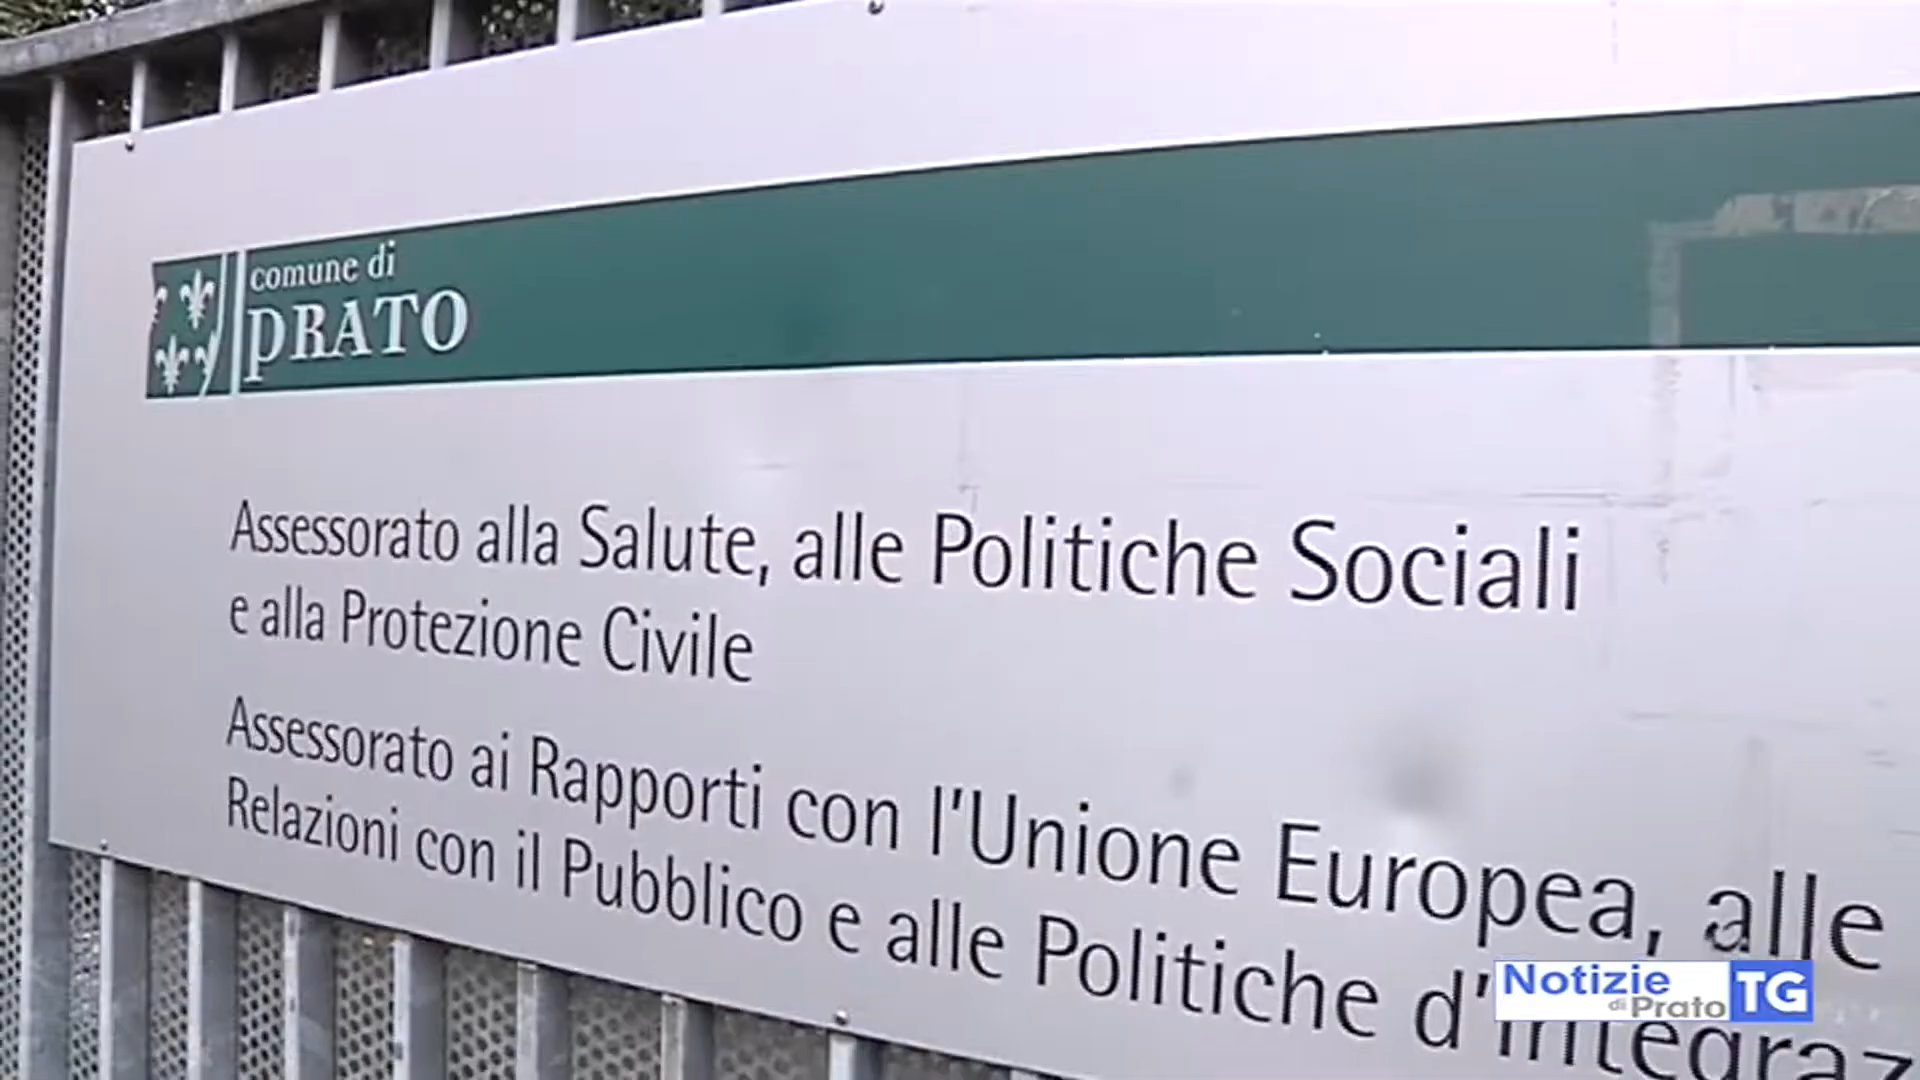 comune di
PRATO
Assessorato alla Salute, alle Politiche Sociali
e alla Protezione Civile
Assessorato ai Rapporti con l'Unione Europea, alle
Relazioni con il Pubblico e alle Politiche
Notizie
di Prato
TG